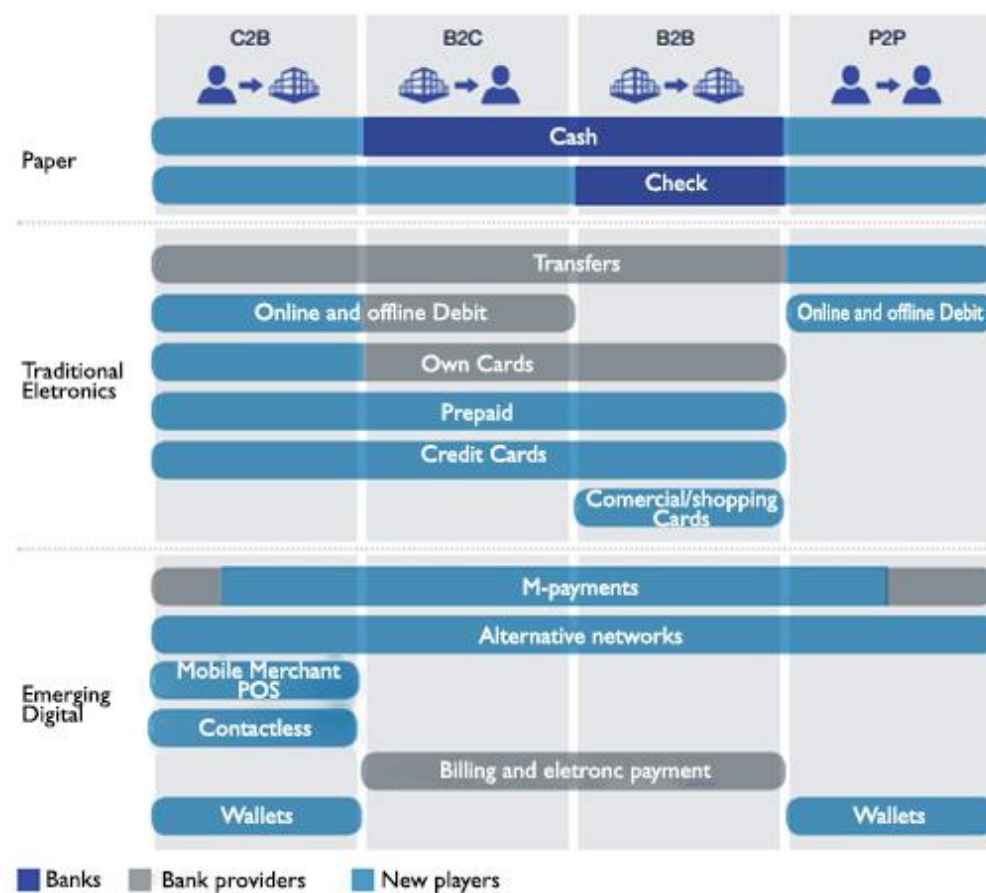 C2B B2C B2B P2P
Paper
Cash
Check
Transfers
Online and offline Debit Online and offline Debit
Traditional
Eletronics
Own Cards
Prepaid
Credit Cards
Comercial/shopping
Cards
M-payments
Alternative networks
Emerging
Digital
Mobile Merchant
POS
Contactless
Billing and eletronc payment
Wallets Wallets
Banks Bank providers New players